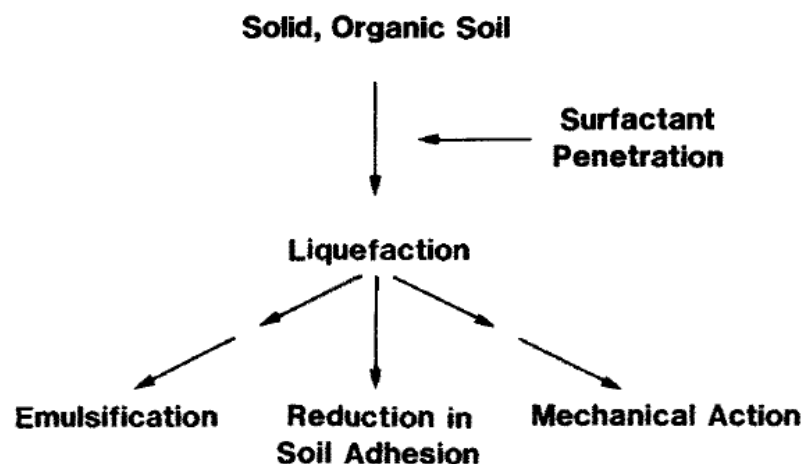 Solid, Organic Soil
Surfactant
Penetration
Liquefaction
Emulsification
Reduction in
Soil Adhesion
Mechanical Action